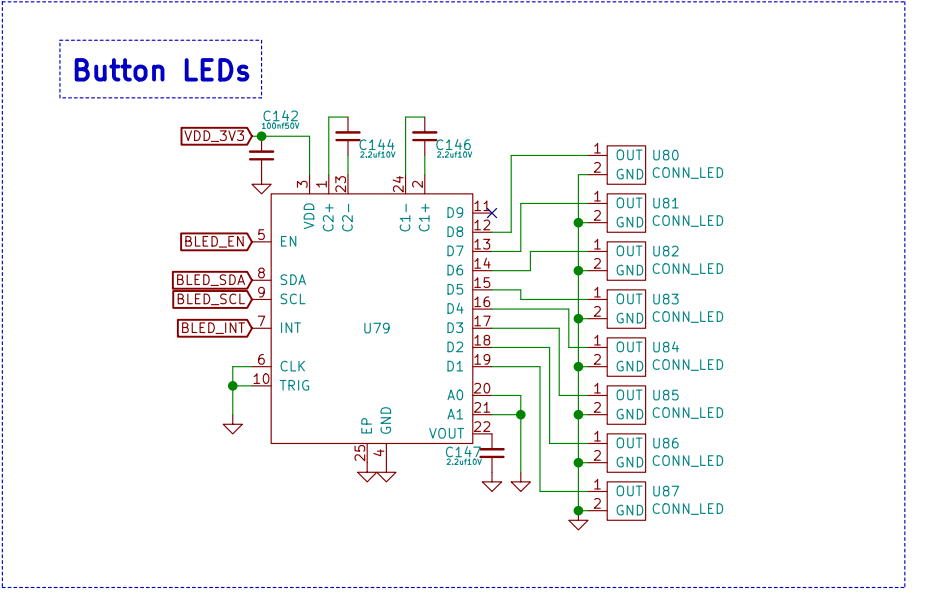 Button LEDs
C142
100nf50V
VDD_3V3
C144
2.2uf10V
C146
2.2uf10V
3
1
23
24
2
VDD
C2+
C2-
C1-
C1+
5 EN
BLED_EN
8 SDA
BLED_SDA
9 SCL
BLED_SCL
7 INT
BLED_INT
6 CLK
10 TRIG
U79
D9 11
D8 12
D7 13
D6 14
D5 15
D4 16
D3 17
D2 18
D1 19
A0 20
A1 21
VOUT 22
EP
GND
25
4
C147
2.2uf10V
1 OUT U80
2 GND CONN_LED
1 OUT U81
2 GND CONN_LED
1 OUT U82
2 GND CONN_LED
1 OUT U83
2 GND CONN_LED
1 OUT U84
2 GND CONN_LED
1 OUT U85
2 GND CONN_LED
1 OUT U86
2 GND CONN_LED
1 OUT U87
2 GND CONN_LED